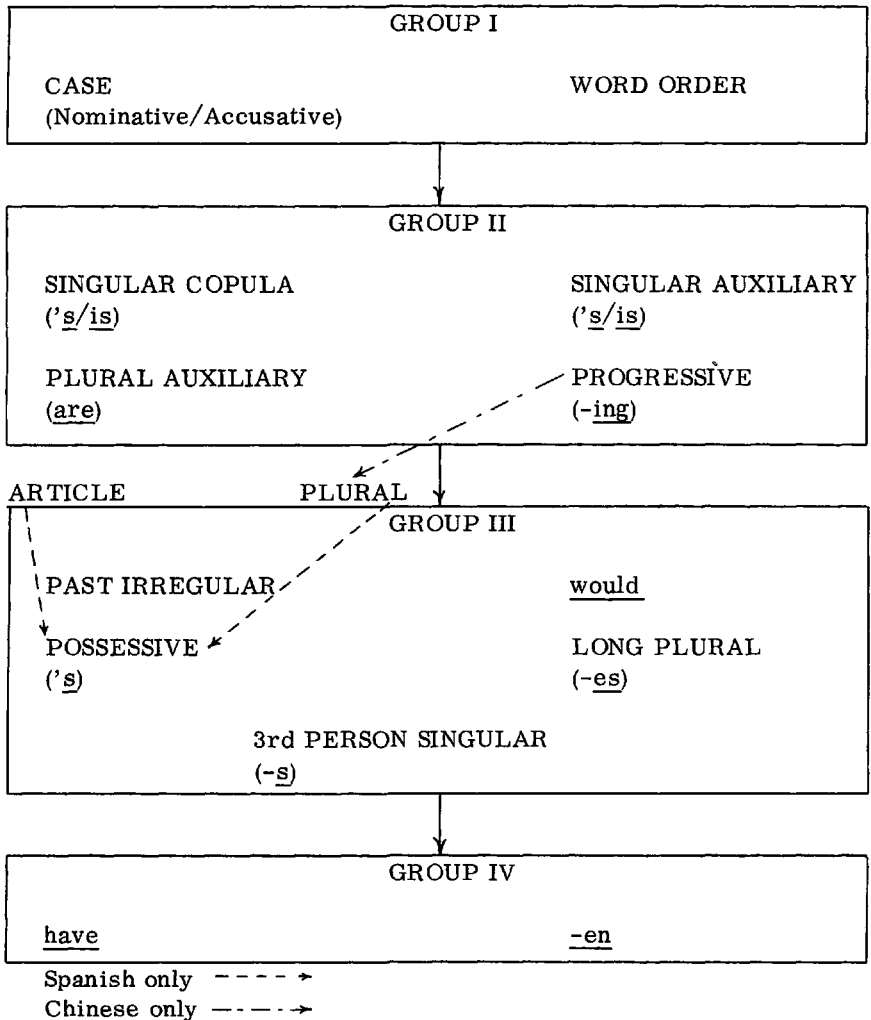 GROUP I
CASE WORD ORDER
(Nominative/Accusative)
GROUP II
SINGULAR COPULA SINGULAR AUXILIARY
('s/is) ('s/is)
PLURAL AUXILIARY PROGRESSIVE
(are) (-ing)
ARTICLE PLURAL
GROUP III
PAST IRREGULAR would
POSSESSIVE LONG PLURAL
('s) (-es)
3rd PERSON SINGULAR
(-s)
GROUP IV
have -en
Spanish only
Chinese only